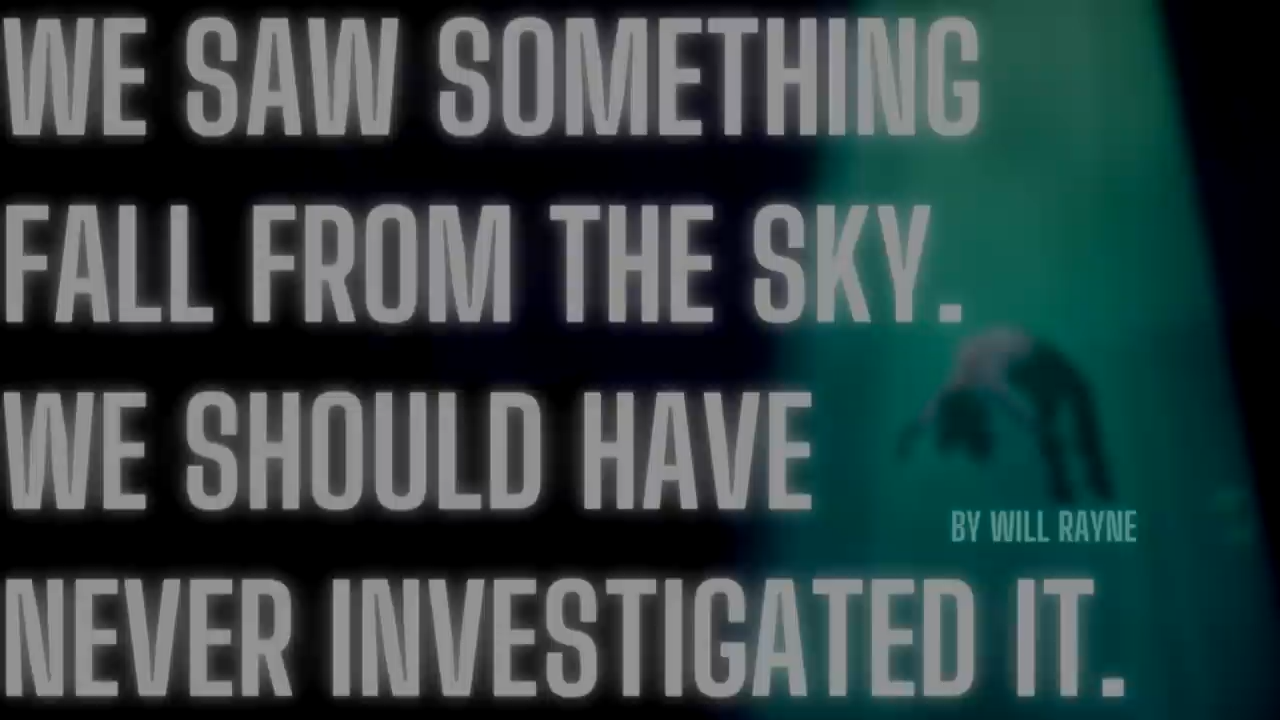 WE SAW SOMETHING
FALL FROM THE SKY.
WE SHOULD HAVE
BY WILL RAYNE
NEVER INVESTIGATED IT.